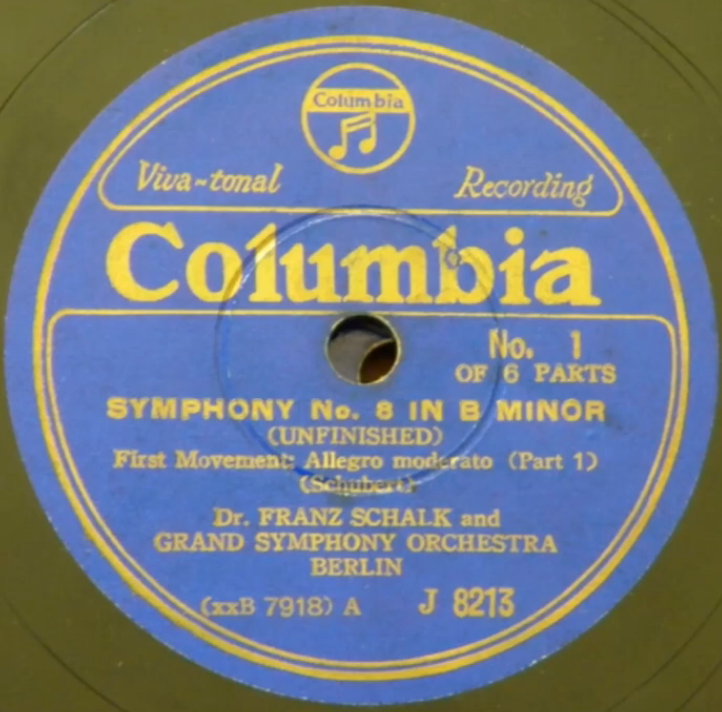 Columbia
Viva-tonal Recording
Columbia
No. 1
OF 6 PARTS
SYMPHONY No. 8 IN B MINOR
(UNFINISHED)
First Movement: Allegro moderato (Part 1)
(Schubert)
Dr. FRANZ SCHALK and
GRAND SYMPHONY ORCHESTRA
BERLIN
(xxB 7918) A J 8213